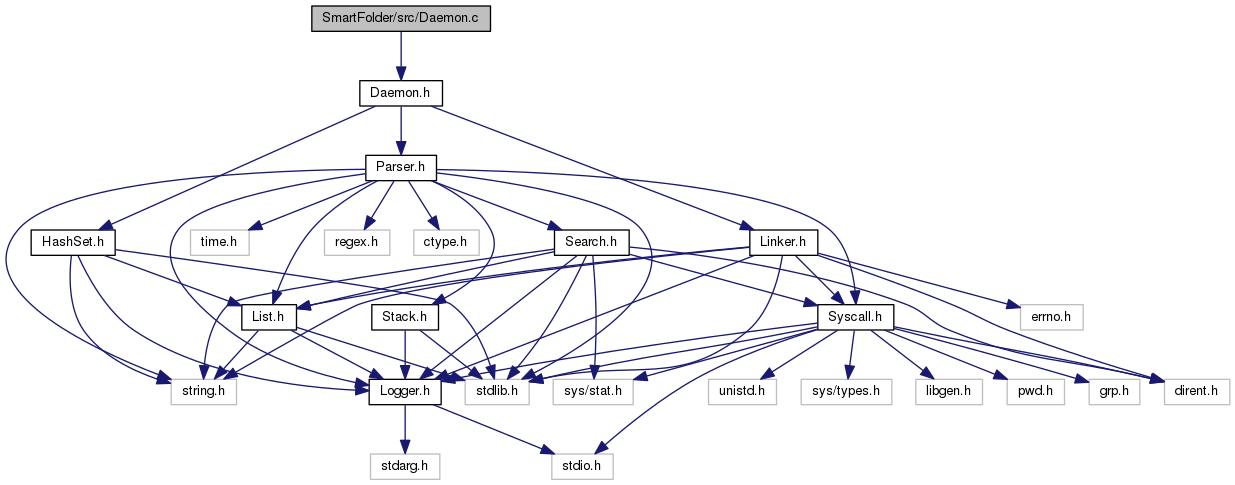 SmartFolder/src/Daemon.c
Daemon.h
Parser.h
HashSet.h
time.h
regex.h
ctype.h
Search.h
Linker.h
List.h
Stack.h
Syscall.h
errno.h
string.h
Logger.h
stdlib.h
sys/stat.h
unistd.h
sys/types.h
libgen.h
pwd.h
grp.h
dirent.h
stdarg.h
stdio.h